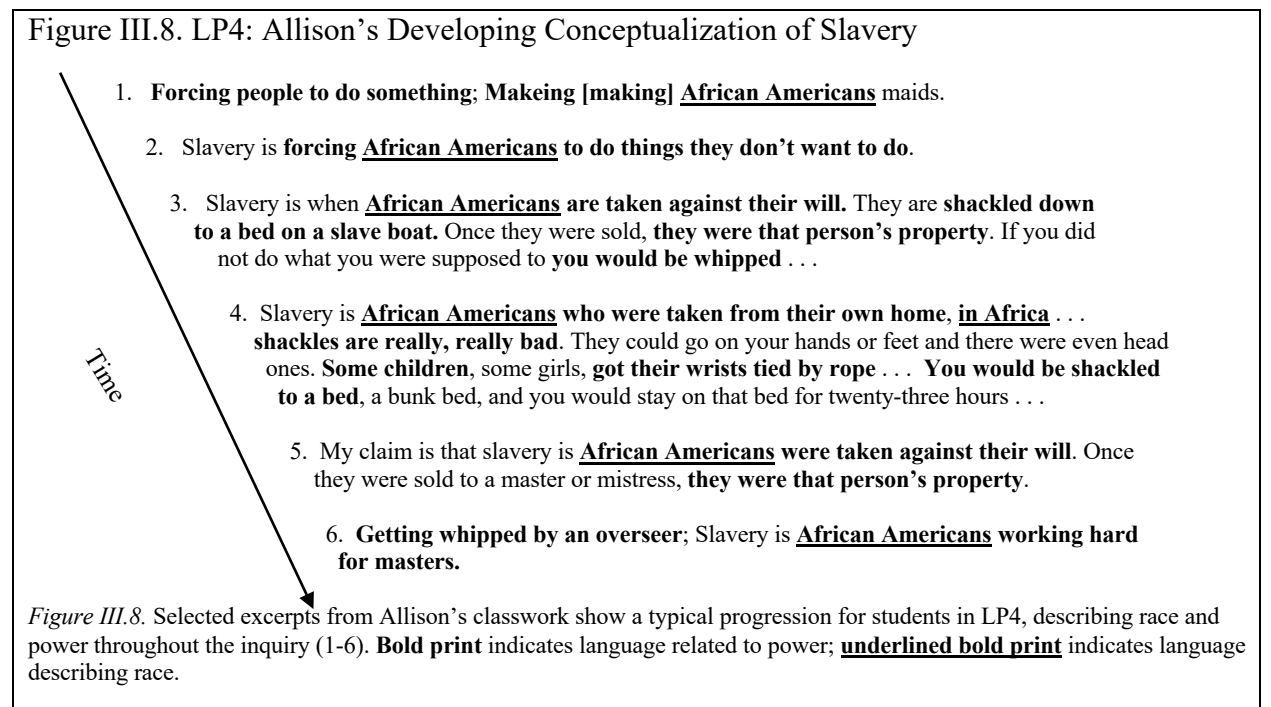 Figure III.8. LP4: Allison’s Developing Conceptualization of Slavery
1. Forcing people to do something; Makeing [making] African Americans maids.
2. Slavery is forcing African Americans to do things they don’t want to do.
3. Slavery is when African Americans are taken against their will. They are shackled down
to a bed on a slave boat. Once they were sold, they were that person’s property. If you did
not do what you were supposed to you would be whipped . . .
4. Slavery is African Americans who were taken from their own home, in Africa . . .
shackles are really, really bad. They could go on your hands or feet and there were even head
ones. Some children, some girls, got their wrists tied by rope . . . You would be shackled
to a bed, a bunk bed, and you would stay on that bed for twenty-three hours . . .
Time
5. My claim is that slavery is African Americans were taken against their will. Once
they were sold to a master or mistress, they were that person’s property.
6. Getting whipped by an overseer; Slavery is African Americans working hard
for masters.
Figure III.8. Selected excerpts from Allison’s classwork show a typical progression for students in LP4, describing race and
power throughout the inquiry (1-6). Bold print indicates language related to power; underlined bold print indicates language
describing race.